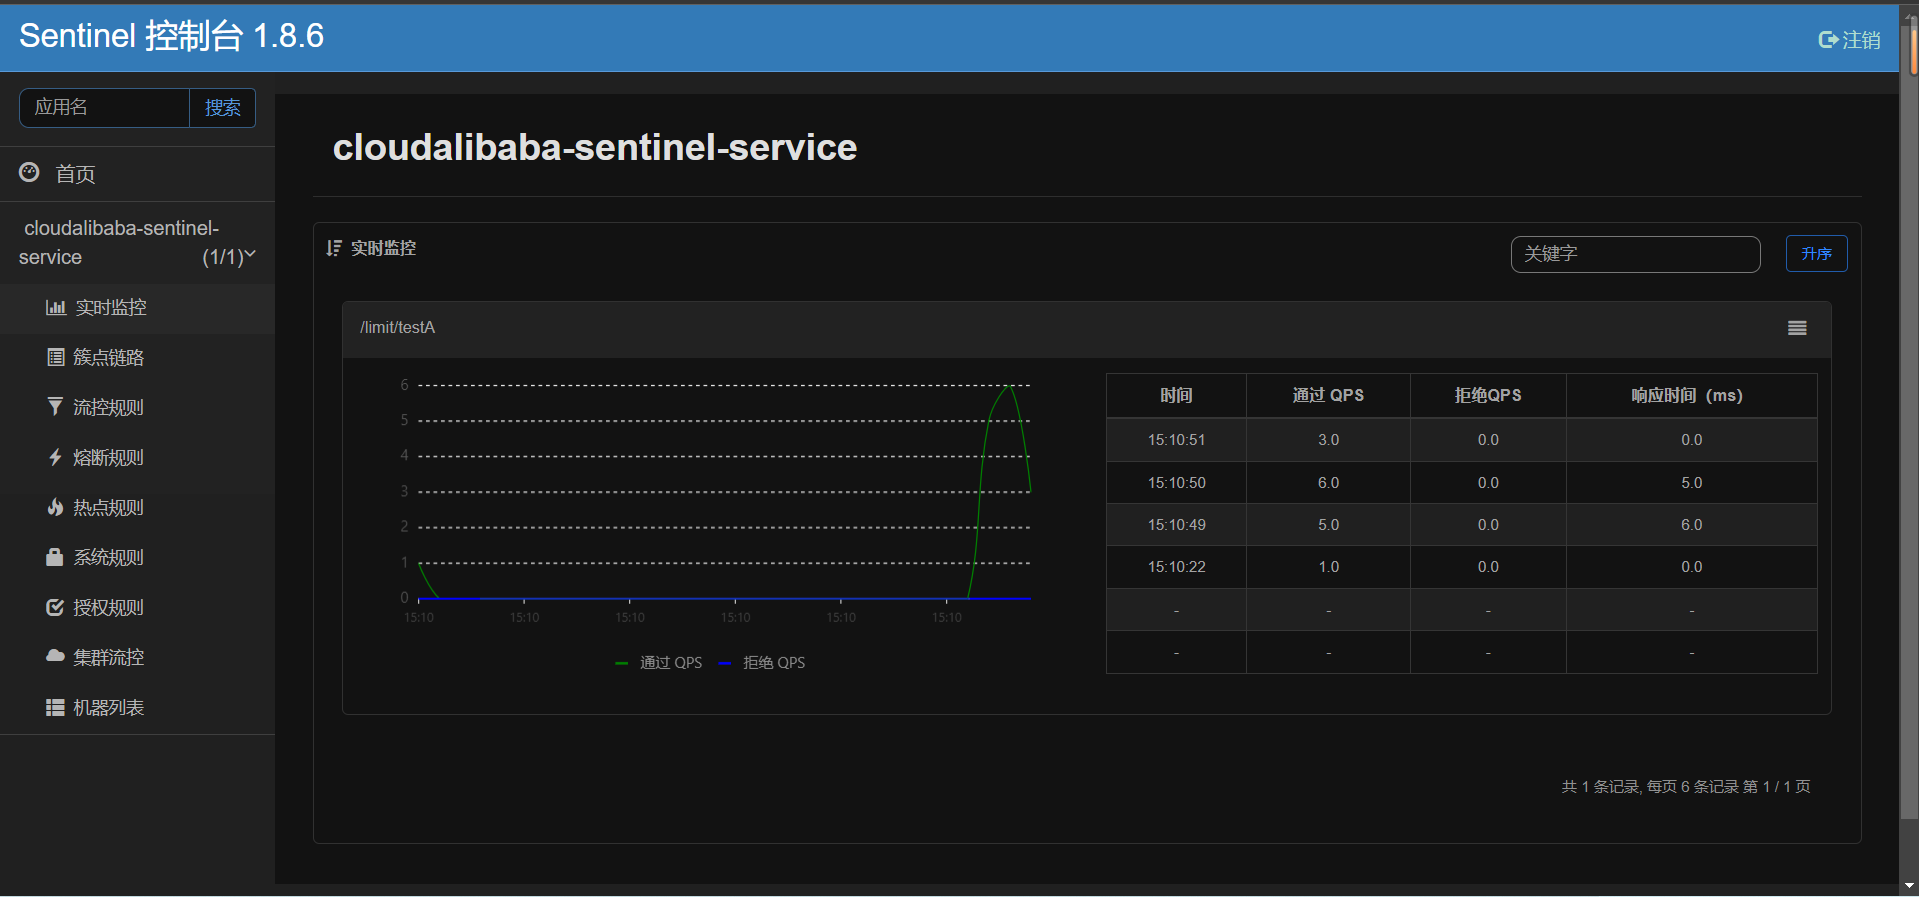 Sentinel 控制台 1.8.6
注销
应用名
搜索
首页
cloudalibaba-sentinel-
service (1/1)
实时监控
簇点链路
流控规则
熔断规则
热点规则
系统规则
授权规则
集群流控
机器列表
cloudalibaba-sentinel-service
实时监控
关键字
升序
/limit/testA
6
5
4
3
2
1
0
15:10 15:10 15:10 15:10 15:10 15:10
通过 QPS 拒绝 QPS
时间 通过 QPS 拒绝QPS 响应时间（ms）
15:10:51 3.0 0.0 0.0
15:10:50 6.0 0.0 5.0
15:10:49 5.0 0.0 6.0
15:10:22 1.0 0.0 0.0
- - - -
- - - -
共 1 条记录, 每页 6 条记录 第 1 / 1 页